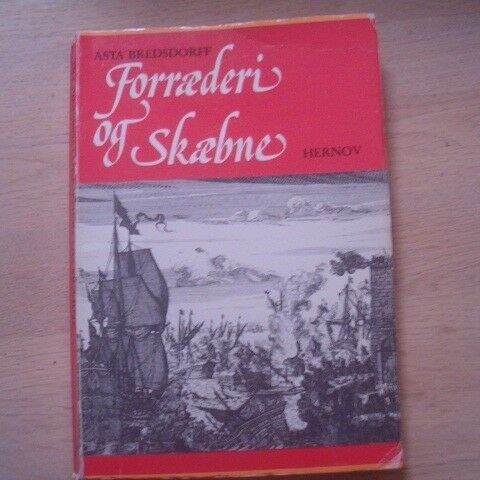 ASTA BREDSDORFF
Forræderi
og Skæbne
HERNOV